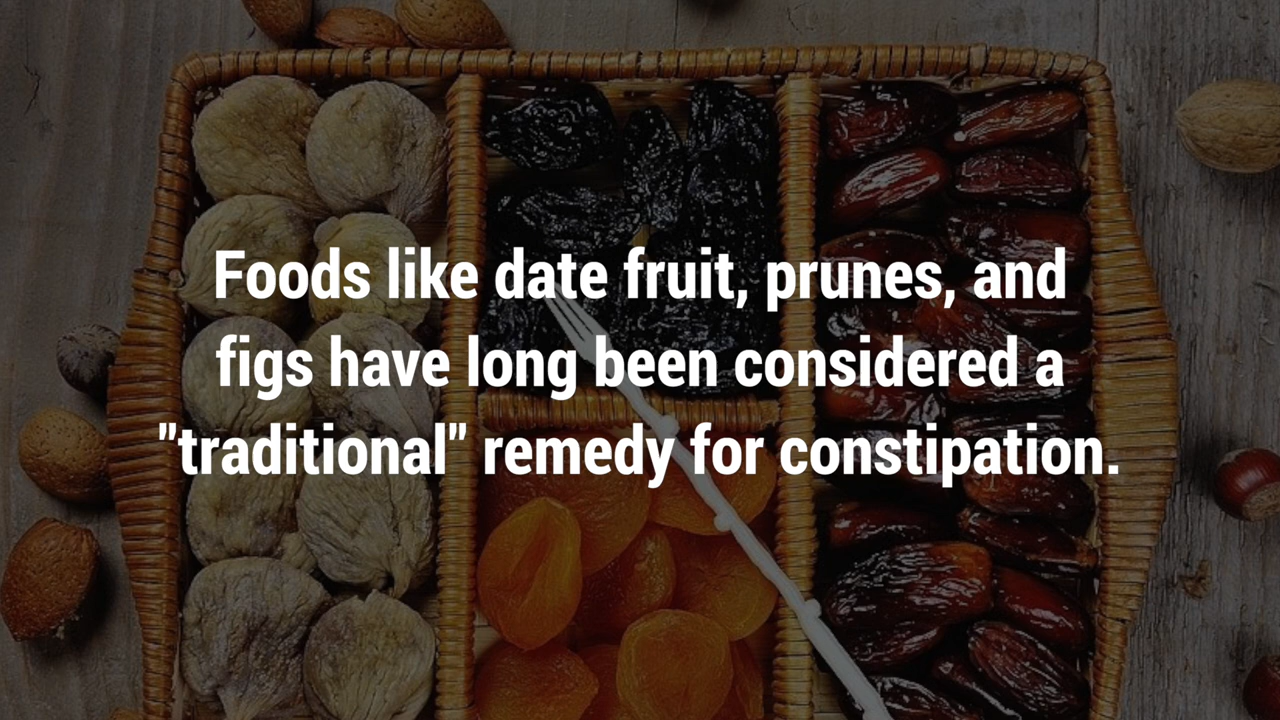 Foods like date fruit, prunes, and
figs have long been considered a
"traditional" remedy for constipation.